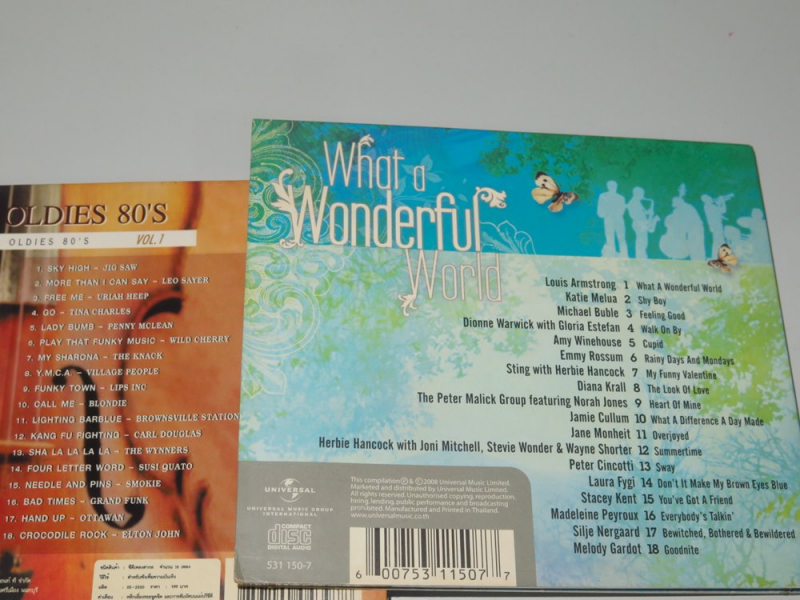 OLDIES 80'S
OLDIES 80'S VOL.1
1. SKY HIGH – JIG SAW
2. MORE THAN I CAN SAY – LEO SAYER
3. FREE ME – URIAH HEEP
4. GO – TINA CHARLES
5. LADY BUMB – PENNY MCLEAN
6. PLAY THAT FUNKY MUSIC – WILD CHERRY
7. MY SHARONA – THE KNACK
8. Y.M.C.A. – VILLAGE PEOPLE
9. FUNKY TOWN – LIPS INC
10. CALL ME – BLONDIE
11. LIGHTING BARBLUE – BROWNSVILLE STATION
12. KANG FU FIGHTING – CARL DOUGLAS
13. SHA LA LA LA LA – THE WYNNERS
14. FOUR LETTER WORD – SUSI QUATO
15. NEEDLE AND PINS – SMOKIE
16. BAD TIMES – GRAND FUNK
17. HAND UP – OTTAWAN
18. CROCODILE ROCK – ELTON JOHN
What a
Wonderful
World
Louis Armstrong 1 What A Wonderful World
Katie Melua 2 Shy Boy
Michael Buble 3 Feeling Good
Dionne Warwick with Gloria Estefan 4 Walk On By
Amy Winehouse 5 Cupid
Emmy Rossum 6 Rainy Days And Mondays
Sting with Herbie Hancock 7 My Funny Valentine
Diana Krall 8 The Look Of Love
The Peter Malick Group featuring Norah Jones 9 Heart Of Mine
Jamie Cullum 10 What A Difference A Day Made
Jane Monheit 11 Overjoyed
Herbie Hancock with Joni Mitchell, Stevie Wonder & Wayne Shorter 12 Summertime
Peter Cincotti 13 Sway
Laura Fygi 14 Don't It Make My Brown Eyes Blue
Stacey Kent 15 You've Got A Friend
Madeleine Peyroux 16 Everybody's Talkin'
Silje Nergaard 17 Bewitched, Bothered & Bewildered
Melody Gardot 18 Goodnite
UNIVERSAL
UNIVERSAL MUSIC GROUP
INTERNATIONAL
COMPACT
disc
DIGITAL AUDIO
531 150-7
This compilation ℗ & © 2008 Universal Music Limited.
Marketed and distributed by Universal Music Limited.
All rights reserved. Unauthorised copying, reproduction,
hiring, lending, public performance and broadcasting
prohibited. Manufactured and Printed in Thailand.
www.universalmusic.co.th
6 00753 11507 7